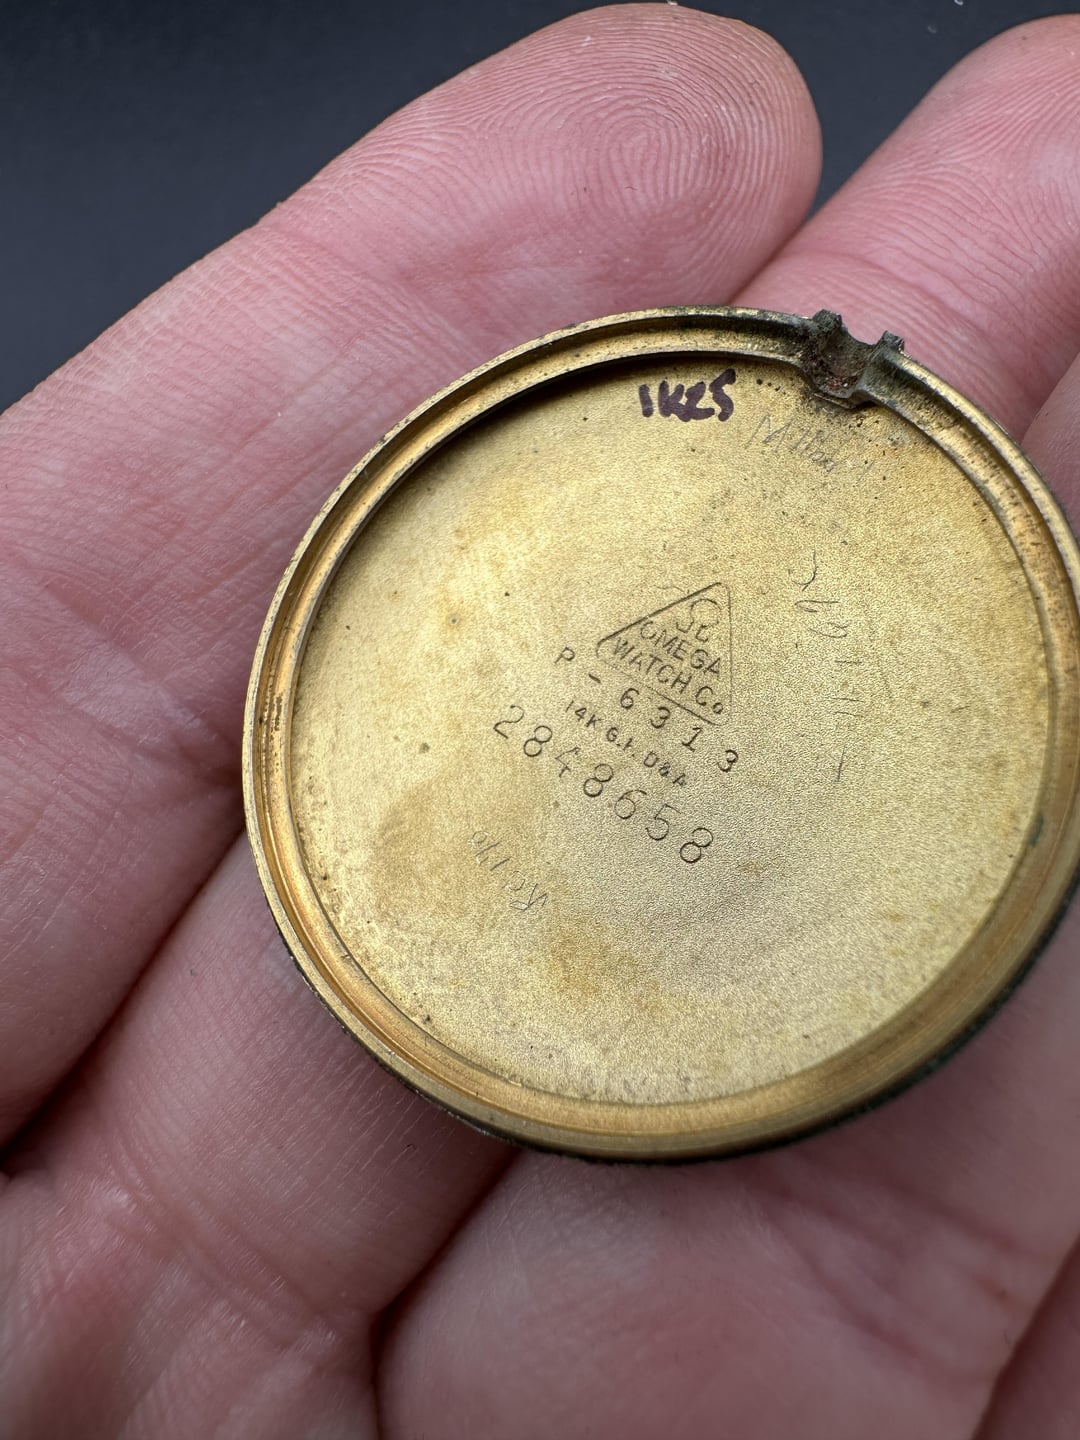 1K25
Ω
OMEGA
WATCH Co
P-6313
14K G.F. D&A
2848658